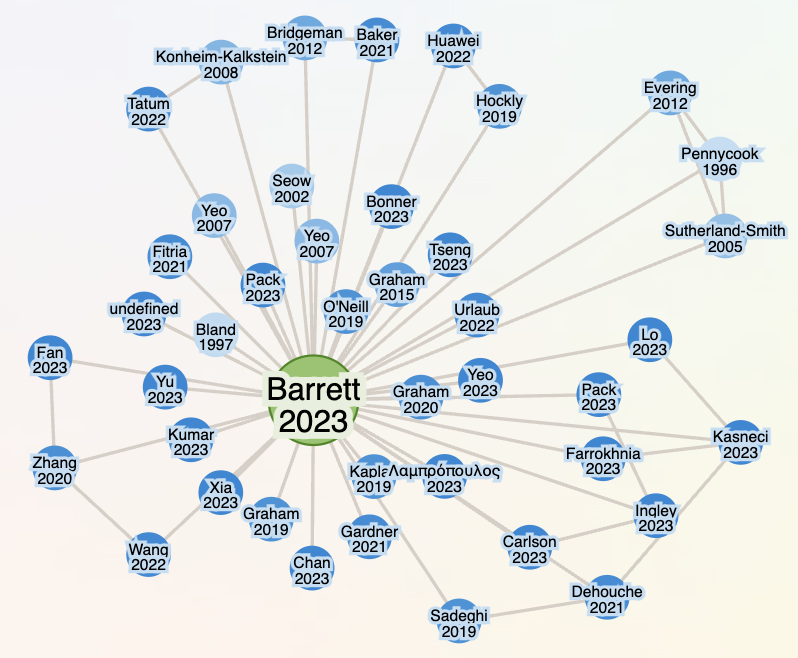 Bridgeman
2012
Baker
2021
Huawei
2022
Konheim-Kalkstein
2008
Tatum
2022
Hockly
2019
Evering
2012
Pennycook
1996
Sutherland-Smith
2005
Seow
2002
Bonner
2023
Yeo
2007
Yeo
2007
Fitria
2021
Tseng
2023
Pack
2023
Graham
2015
O'Neill
2019
undefined
2023
Urlaub
2022
Bland
1997
Lo
2023
Fan
2023
Yu
2023
Barrett
2023
Graham
2020
Yeo
2023
Pack
2023
Kumar
2023
Kasneci
2023
Farrokhnia
2023
Zhang
2020
Kapla
2019
Λαμπρόπουλος
2023
Xia
2023
Graham
2019
Ingley
2023
Gardner
2021
Carlson
2023
Wang
2022
Chan
2023
Dehouche
2021
Sadeghi
2019